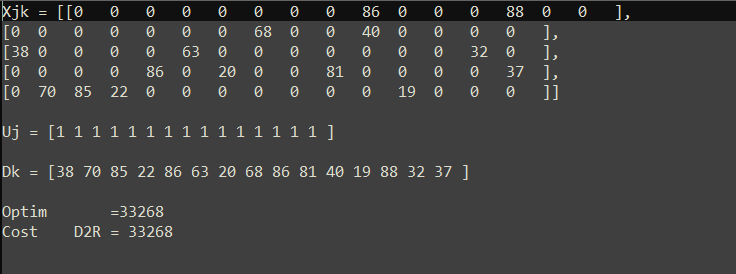 Xjk = [[0 0 0 0 0 0 0 0 86 0 0 0 88 0 0 ],
[0 0 0 0 0 0 0 68 0 0 40 0 0 0 0 ],
[38 0 0 0 0 63 0 0 0 0 0 0 0 32 0 ],
[0 0 0 0 86 0 20 0 0 81 0 0 0 0 37 ],
[0 70 85 22 0 0 0 0 0 0 0 19 0 0 0 ]]
Uj = [1 1 1 1 1 1 1 1 1 1 1 1 1 1 1 ]
Dk = [38 70 85 22 86 63 20 68 86 81 40 19 88 32 37 ]
Optim =33268
Cost D2R = 33268